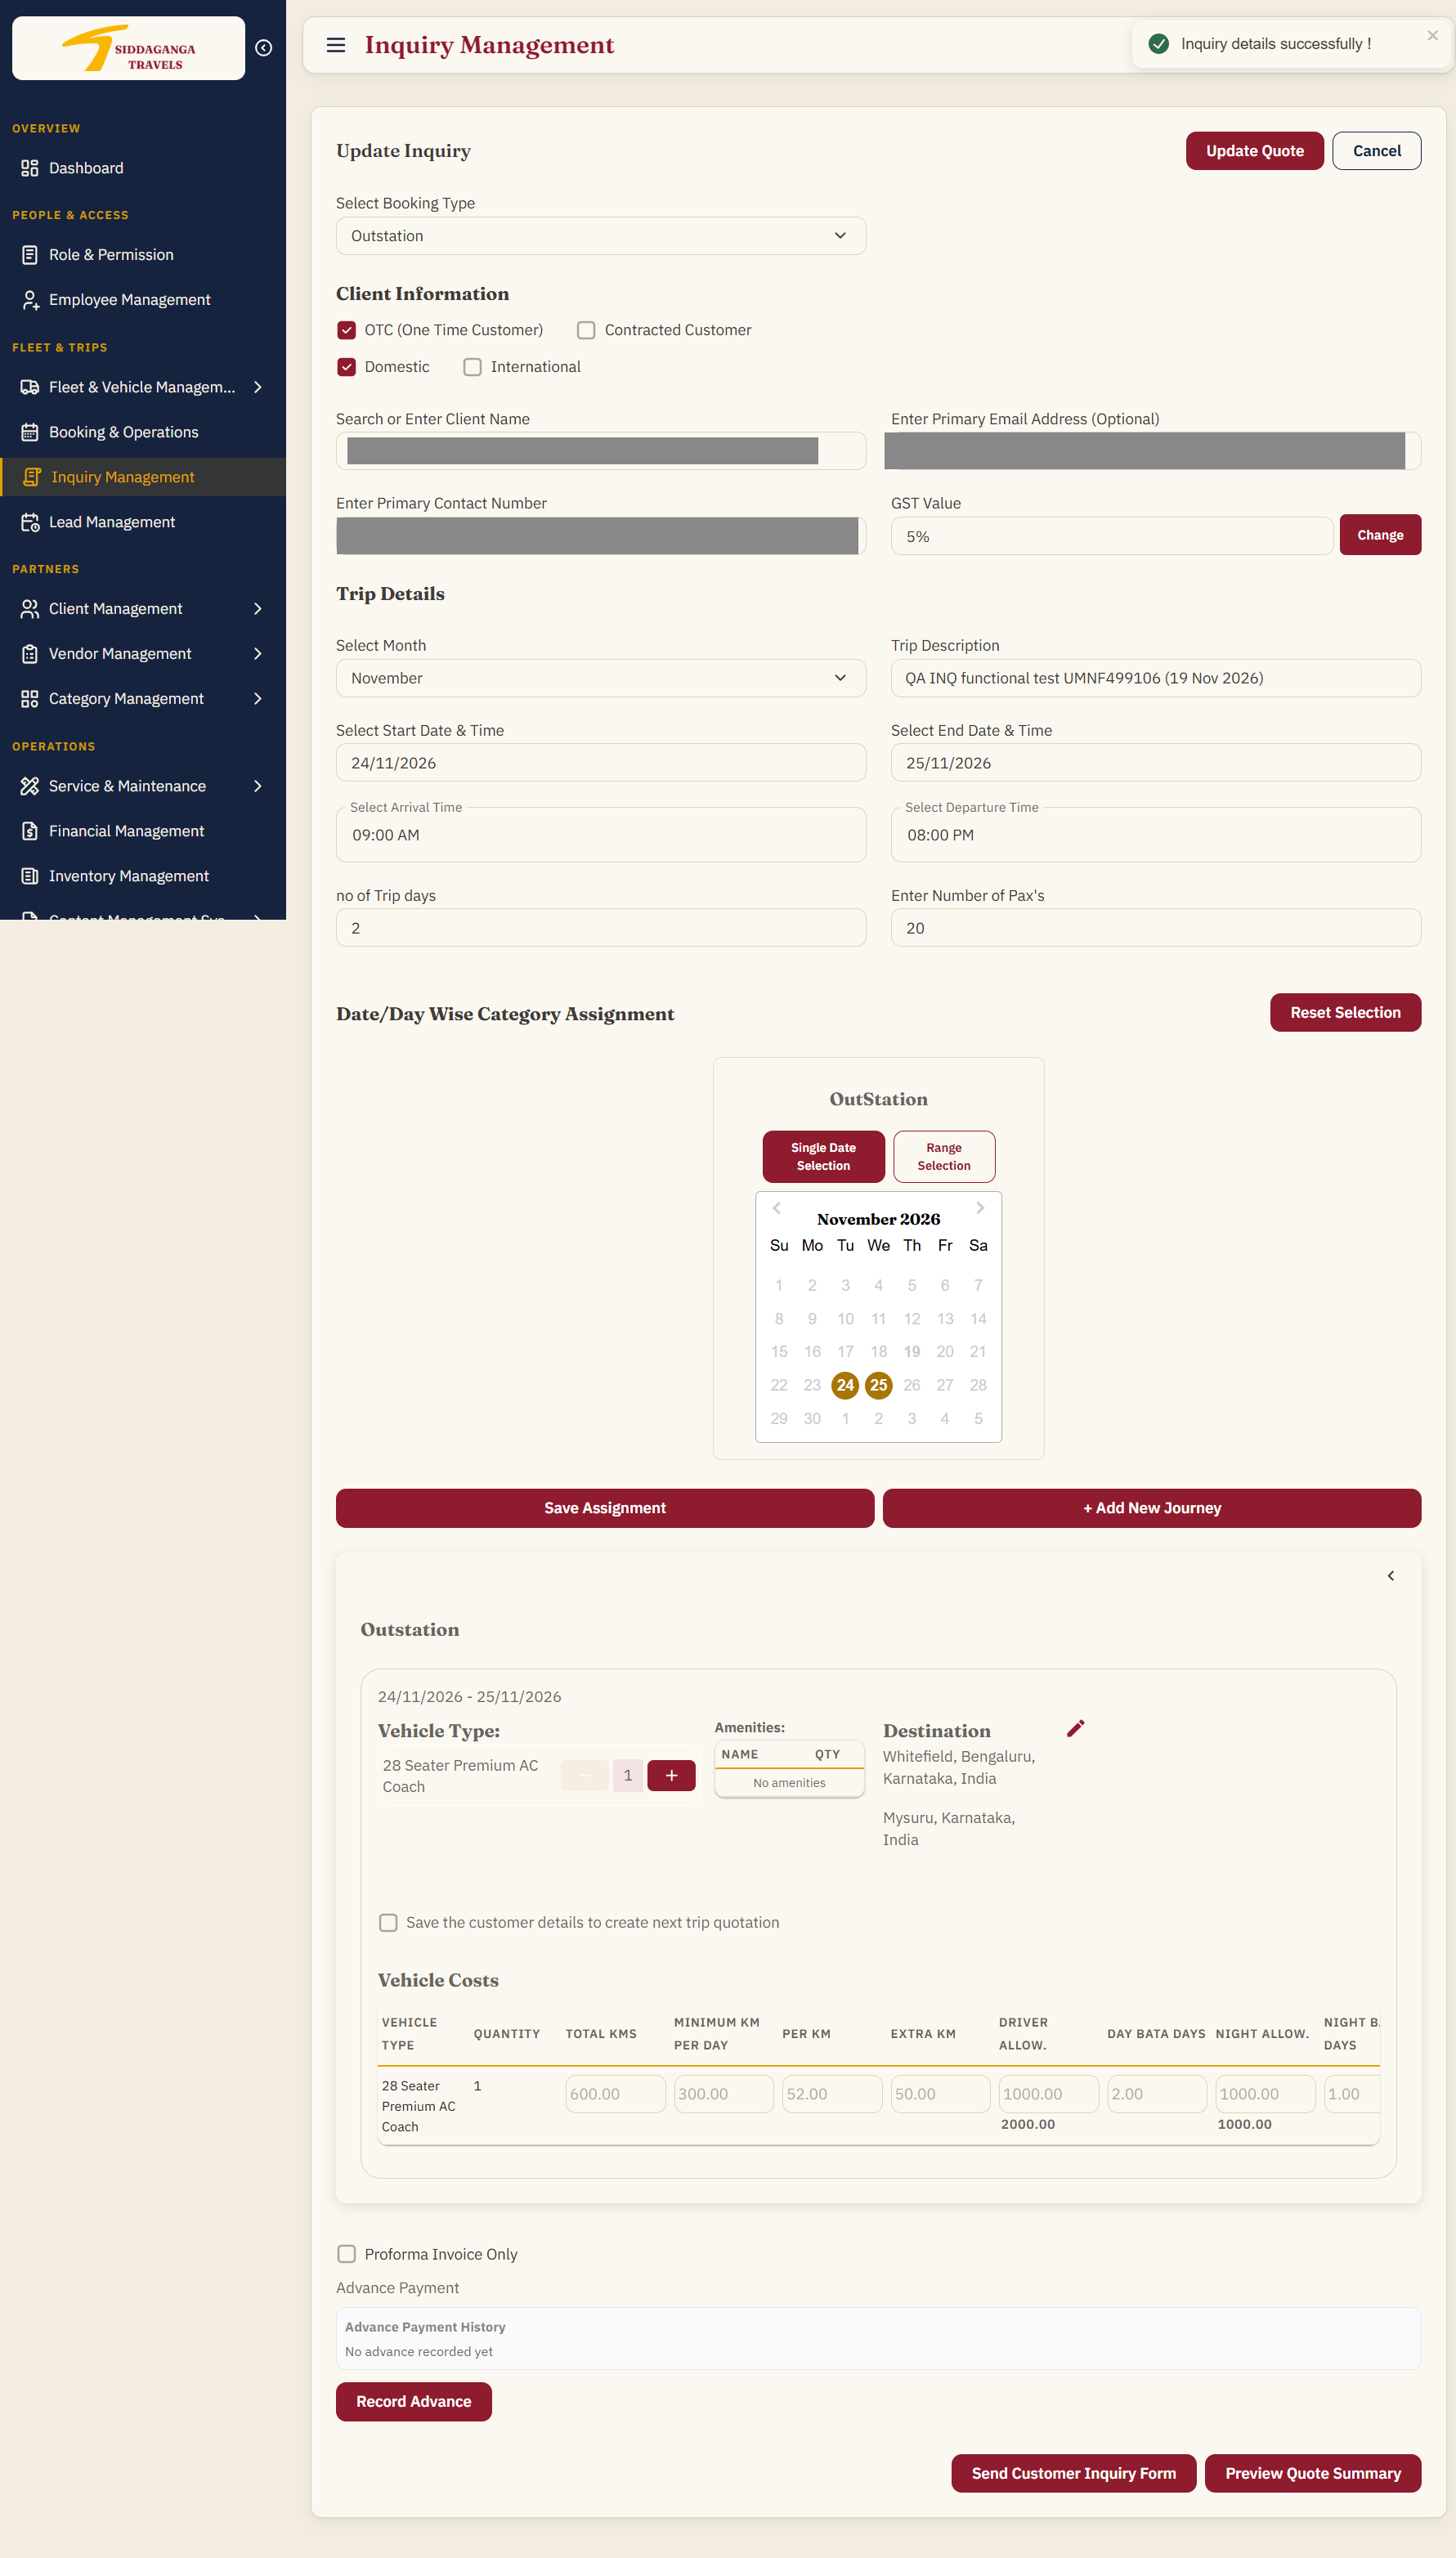 SIDDAGANGA
TRAVELS
OVERVIEW
Dashboard
PEOPLE & ACCESS
Role & Permission
Employee Management
FLEET & TRIPS
Fleet & Vehicle Managem...
Booking & Operations
Inquiry Management
Lead Management
PARTNERS
Client Management
Vendor Management
Category Management
OPERATIONS
Service & Maintenance
Financial Management
Inventory Management
Content Management Sys...
Inquiry Management
Inquiry details successfully !
Update Inquiry
Update Quote
Cancel
Select Booking Type
Outstation
Client Information
OTC (One Time Customer)
Contracted Customer
Domestic
International
Search or Enter Client Name
Enter Primary Email Address (Optional)
Enter Primary Contact Number
GST Value
5%
Change
Trip Details
Select Month
Trip Description
November
QA INQ functional test UMNF499106 (19 Nov 2026)
Select Start Date & Time
Select End Date & Time
24/11/2026
25/11/2026
Select Arrival Time
Select Departure Time
09:00 AM
08:00 PM
no of Trip days
Enter Number of Pax's
2
20
Date/Day Wise Category Assignment
Reset Selection
OutStation
Single Date
Selection
Range
Selection
November 2026
Su Mo Tu We Th Fr Sa
1 2 3 4 5 6 7
8 9 10 11 12 13 14
15 16 17 18 19 20 21
22 23 24 25 26 27 28
29 30 1 2 3 4 5
Save Assignment
+ Add New Journey
Outstation
24/11/2026 - 25/11/2026
Vehicle Type:
28 Seater Premium AC
Coach
1
+
Amenities:
NAME QTY
No amenities
Destination
Whitefield, Bengaluru,
Karnataka, India
Mysuru, Karnataka,
India
Save the customer details to create next trip quotation
Vehicle Costs
VEHICLE
TYPE
QUANTITY
TOTAL KMS
MINIMUM KM
PER DAY
PER KM
EXTRA KM
DRIVER
ALLOW.
DAY BATA DAYS
NIGHT ALLOW.
NIGHT B
DAYS
28 Seater
Premium AC
Coach
1
600.00
300.00
52.00
50.00
1000.00
2.00
1000.00
1.00
2000.00
1000.00
Proforma Invoice Only
Advance Payment
Advance Payment History
No advance recorded yet
Record Advance
Send Customer Inquiry Form
Preview Quote Summary